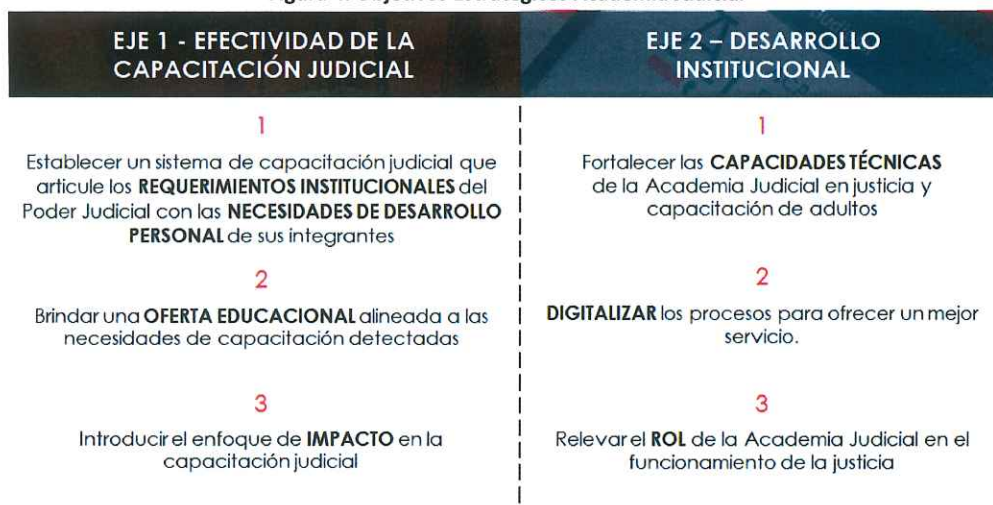 EJE 1 - EFECTIVIDAD DE LA
CAPACITACIÓN JUDICIAL
1
Establecer un sistema de capacitación judicial que
articule los REQUERIMIENTOS INSTITUCIONALES del
Poder Judicial con las NECESIDADES DE DESARROLLO
PERSONAL de sus integrantes
2
Brindar una OFERTA EDUCACIONAL alineada a las
necesidades de capacitación detectadas
3
Introducir el enfoque de IMPACTO en la
capacitación judicial
EJE 2 – DESARROLLO
INSTITUCIONAL
1
Fortalecer las CAPACIDADES TÉCNICAS
de la Academia Judicial en justicia y
capacitación de adultos
2
DIGITALIZAR los procesos para ofrecer un mejor
servicio.
3
Relevar el ROL de la Academia Judicial en el
funcionamiento de la justicia